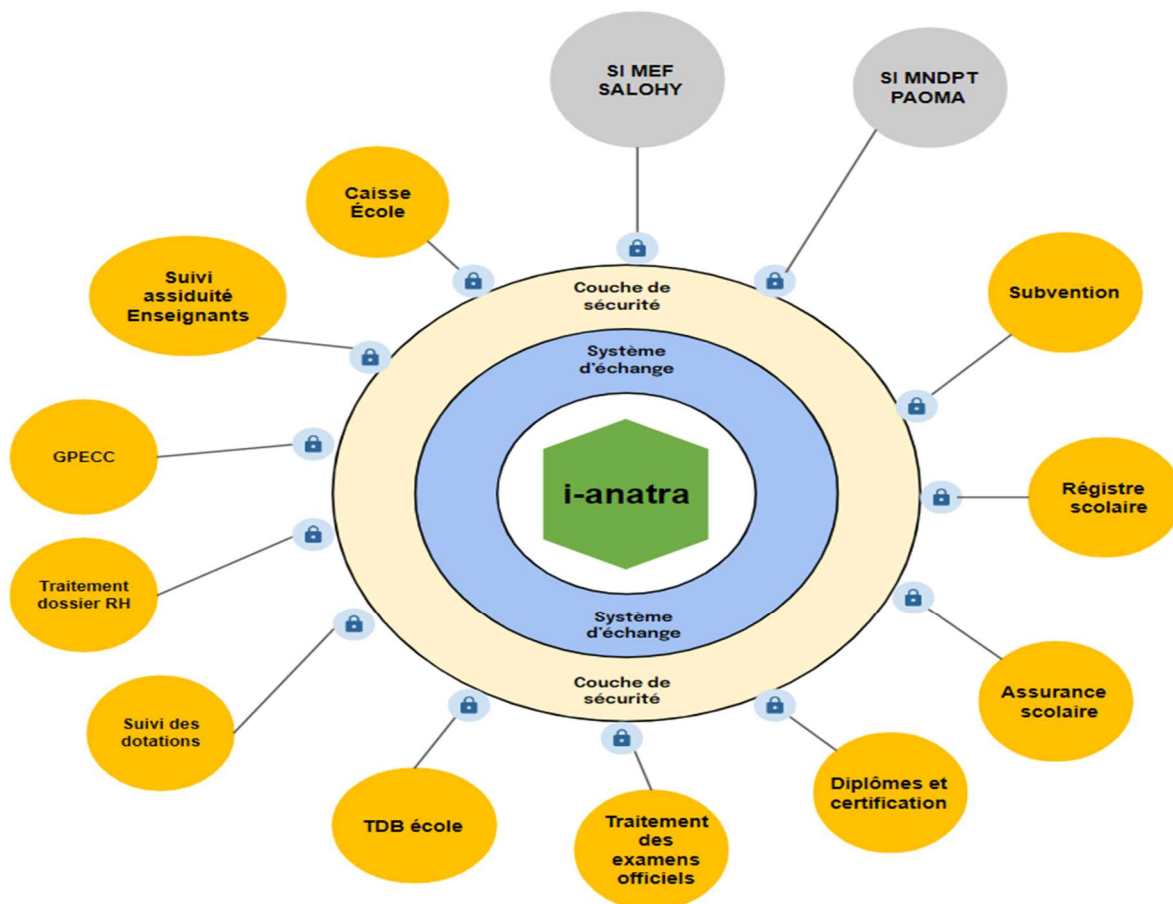 SI MEF
SALOHY
SI MNDPT
PAOMA
Caisse
École
Suivi
assiduité
Enseignants
Couche de
sécurité
Subvention
Système
d'échange
GPECC
i-anatra
Régistre
scolaire
Traitement
dossier RH
Système
d'échange
Couche de
sécurité
Assurance
scolaire
Suivi des
dotations
Diplômes et
certification
TDB école
Traitement
des
examens
officiels